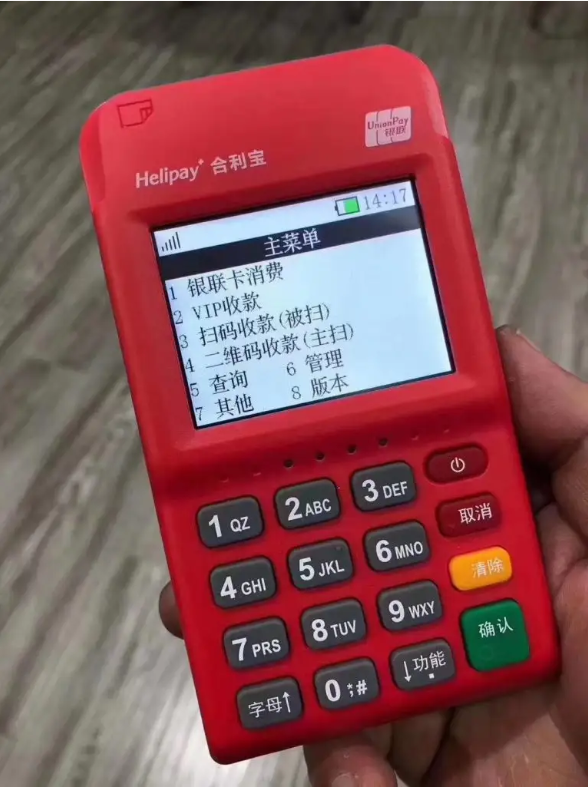 UnionPay
银联
Helipay 合利宝
14:17
主菜单
1 银联卡消费
2 VIP收款
3 扫码收款(被扫)
4 二维码收款(主扫)
5 查询 6 管理
7 其他 8 版本
1 QZ 2 ABC 3 DEF
取消
4 GHI 5 JKL 6 MNO
清除
7 PRS 8 TUV 9 WXY
确认
字母↑ 0 *,# ↓功能